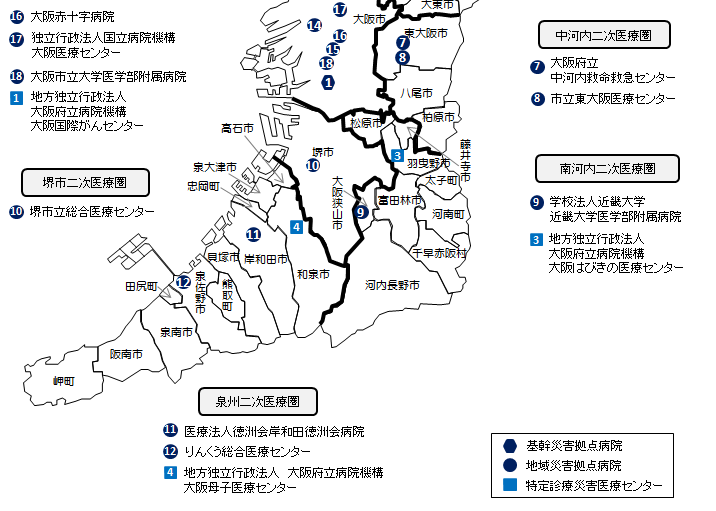 16 大阪赤十字病院
17 独立行政法人国立病院機構
大阪医療センター
18 大阪市立大学医学部附属病院
1 地方独立行政法人
大阪府立病院機構
大阪国際がんセンター
堺市二次医療圏
10 堺市立総合医療センター
17
14
16
15
18
1
大阪市
大東市
東大阪市
7
8
八尾市
柏原市
松原市
藤井寺市
3
羽曳野市
太子町
高石市
泉大津市
忠岡町
堺市
10
大阪狭山市
9
富田林市
河南町
千早赤阪村
4
11
貝塚市
岸和田市
和泉市
河内長野市
田尻町
12
泉佐野市
熊取町
泉南市
阪南市
岬町
中河内二次医療圏
7 大阪府立
中河内救命救急センター
8 市立東大阪医療センター
南河内二次医療圏
9 学校法人近畿大学
近畿大学医学部附属病院
3 地方独立行政法人
大阪府立病院機構
大阪はびきの医療センター
泉州二次医療圏
11 医療法人徳洲会岸和田徳洲会病院
12 りんくう総合医療センター
4 地方独立行政法人 大阪府立病院機構
大阪母子医療センター
基幹災害拠点病院
地域災害拠点病院
特定診療災害医療センター